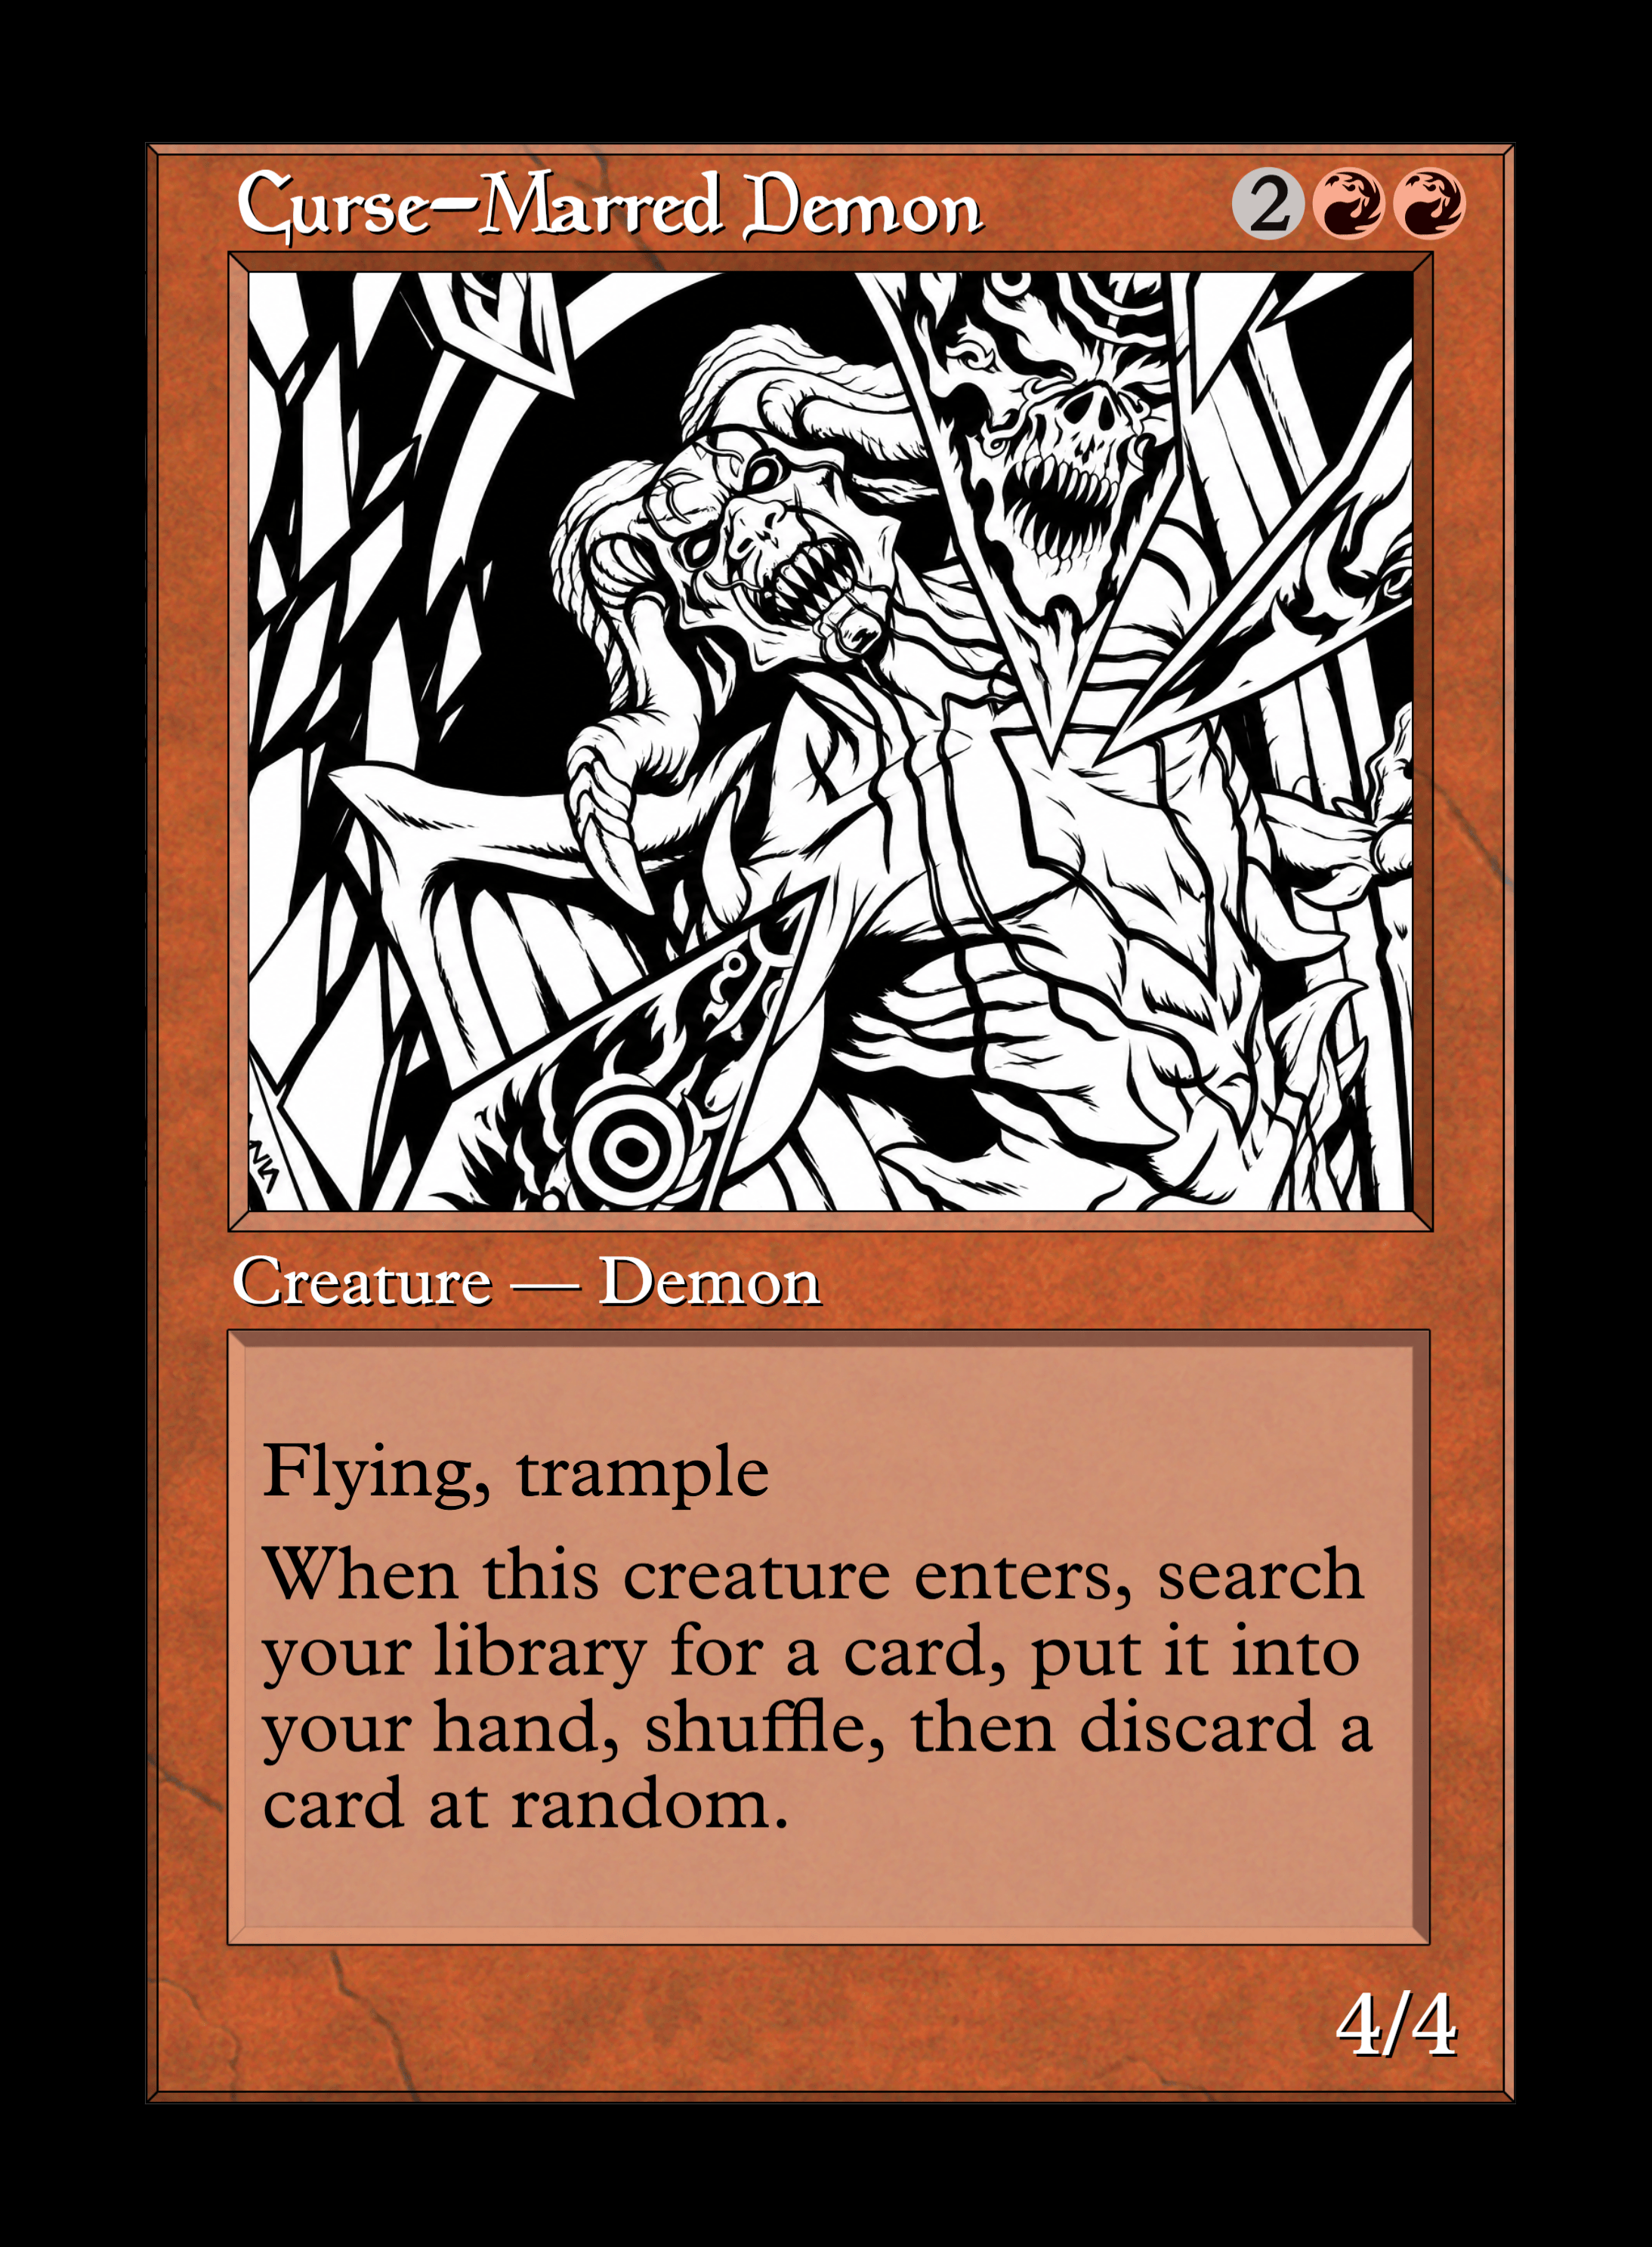 Curse-Marred Demon 2
Creature — Demon
Flying, trample
When this creature enters, search
your library for a card, put it into
your hand, shuffle, then discard a
card at random.
4/4